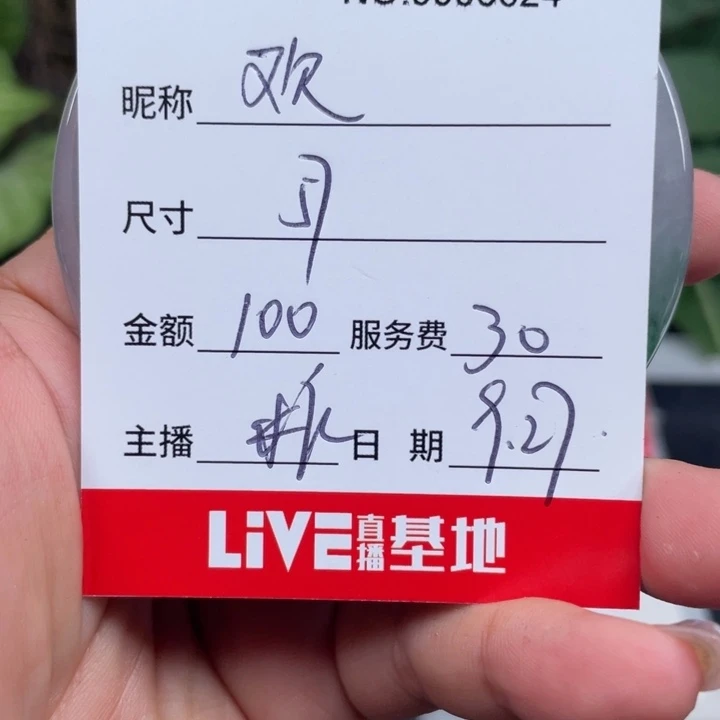 昵称 欢
尺寸
金额 100 服务费 30
主播 日 期 9.27.
LiVE直播基地